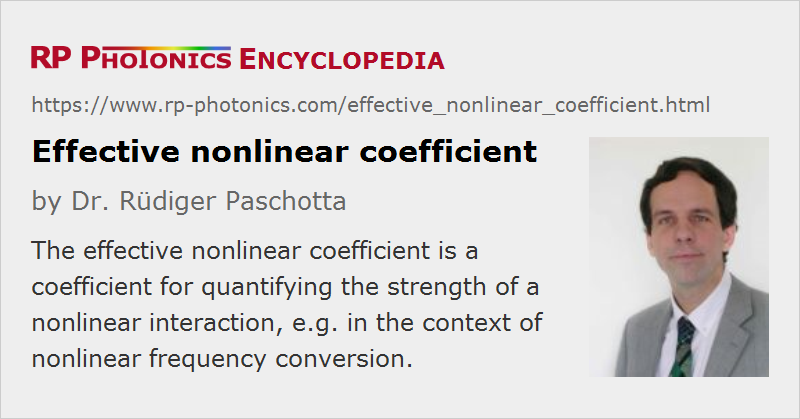 RP PHOTONICS ENCYCLOPEDIA
https://www.rp-photonics.com/effective_nonlinear_coefficient.html
Effective nonlinear coefficient
by Dr. Rüdiger Paschotta
The effective nonlinear coefficient is a
coefficient for quantifying the strength of a
nonlinear interaction, e.g. in the context of
nonlinear frequency conversion.